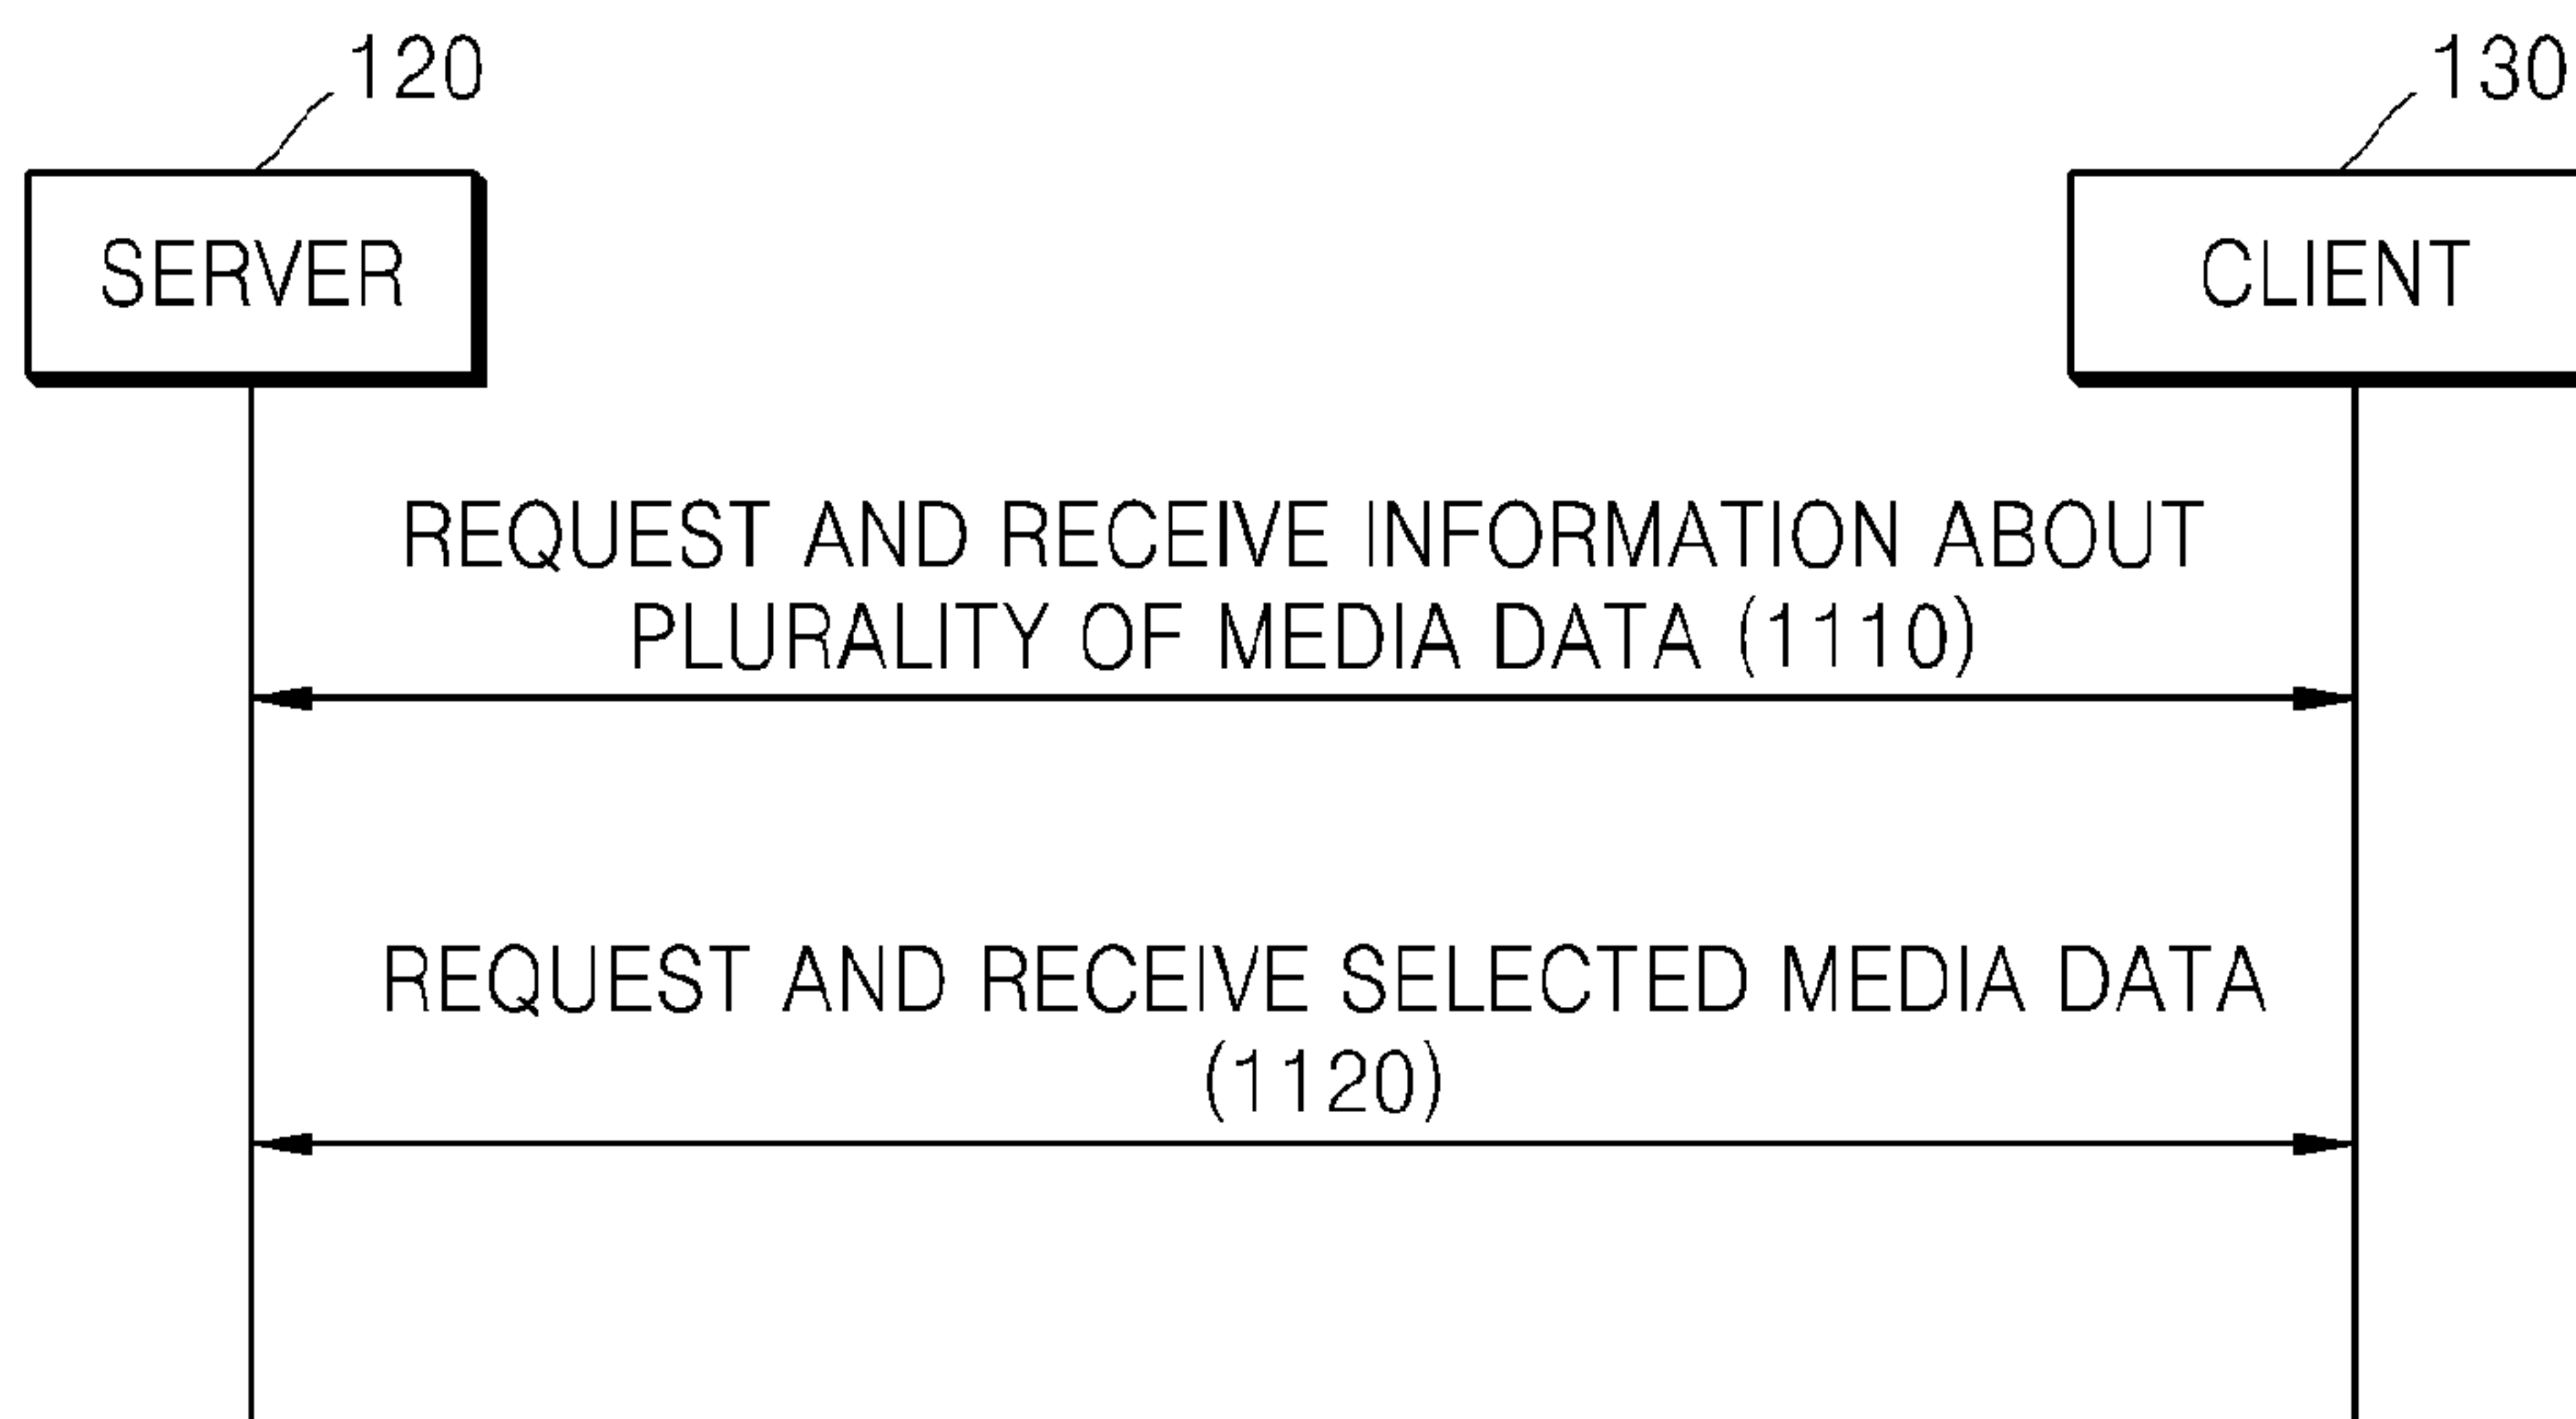 120
130
SERVER
CLIENT
REQUEST AND RECEIVE INFORMATION ABOUT
PLURALITY OF MEDIA DATA (1110)
REQUEST AND RECEIVE SELECTED MEDIA DATA
(1120)